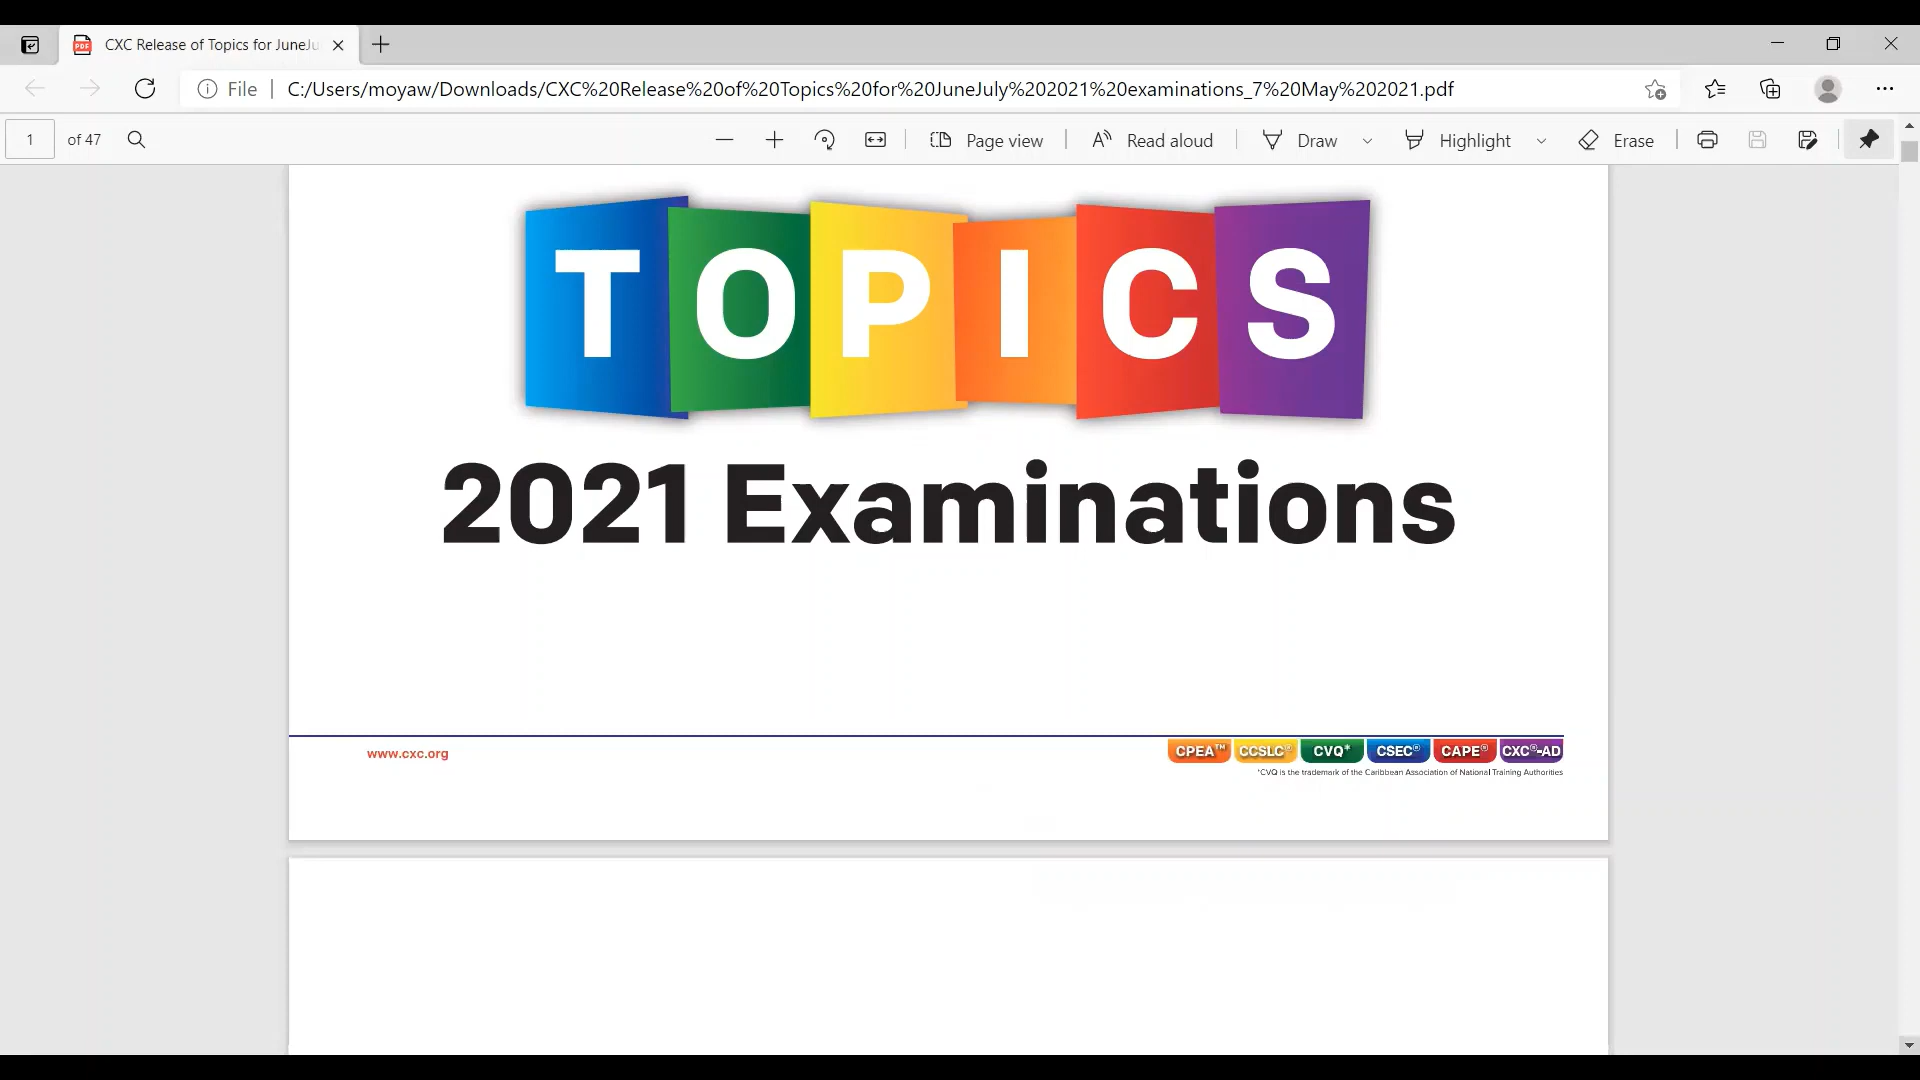 CXC Release of Topics for JuneJu
File
C:/Users/moyaw/Downloads/CXC%20Release%20of%20Topics%20for%20JuneJuly%202021%20examinations_7%20May%202021.pdf
1 of 47
Page view
Read aloud
Draw
Highlight
Erase
TOPICS
2021 Examinations
www.cxc.org
CPEA™ CCSLC® CVQ* CSEC® CAPE® CXC®-AD
*CVQ is the trademark of the Caribbean Association of National Training Authorities